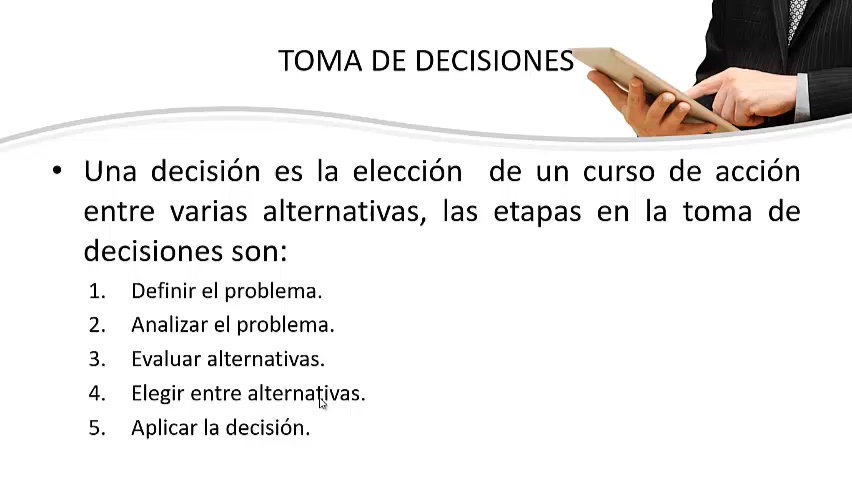 TOMA DE DECISIONES
• Una decisión es la elección de un curso de acción
entre varias alternativas, las etapas en la toma de
decisiones son:
1. Definir el problema.
2. Analizar el problema.
3. Evaluar alternativas.
4. Elegir entre alternativas.
5. Aplicar la decisión.